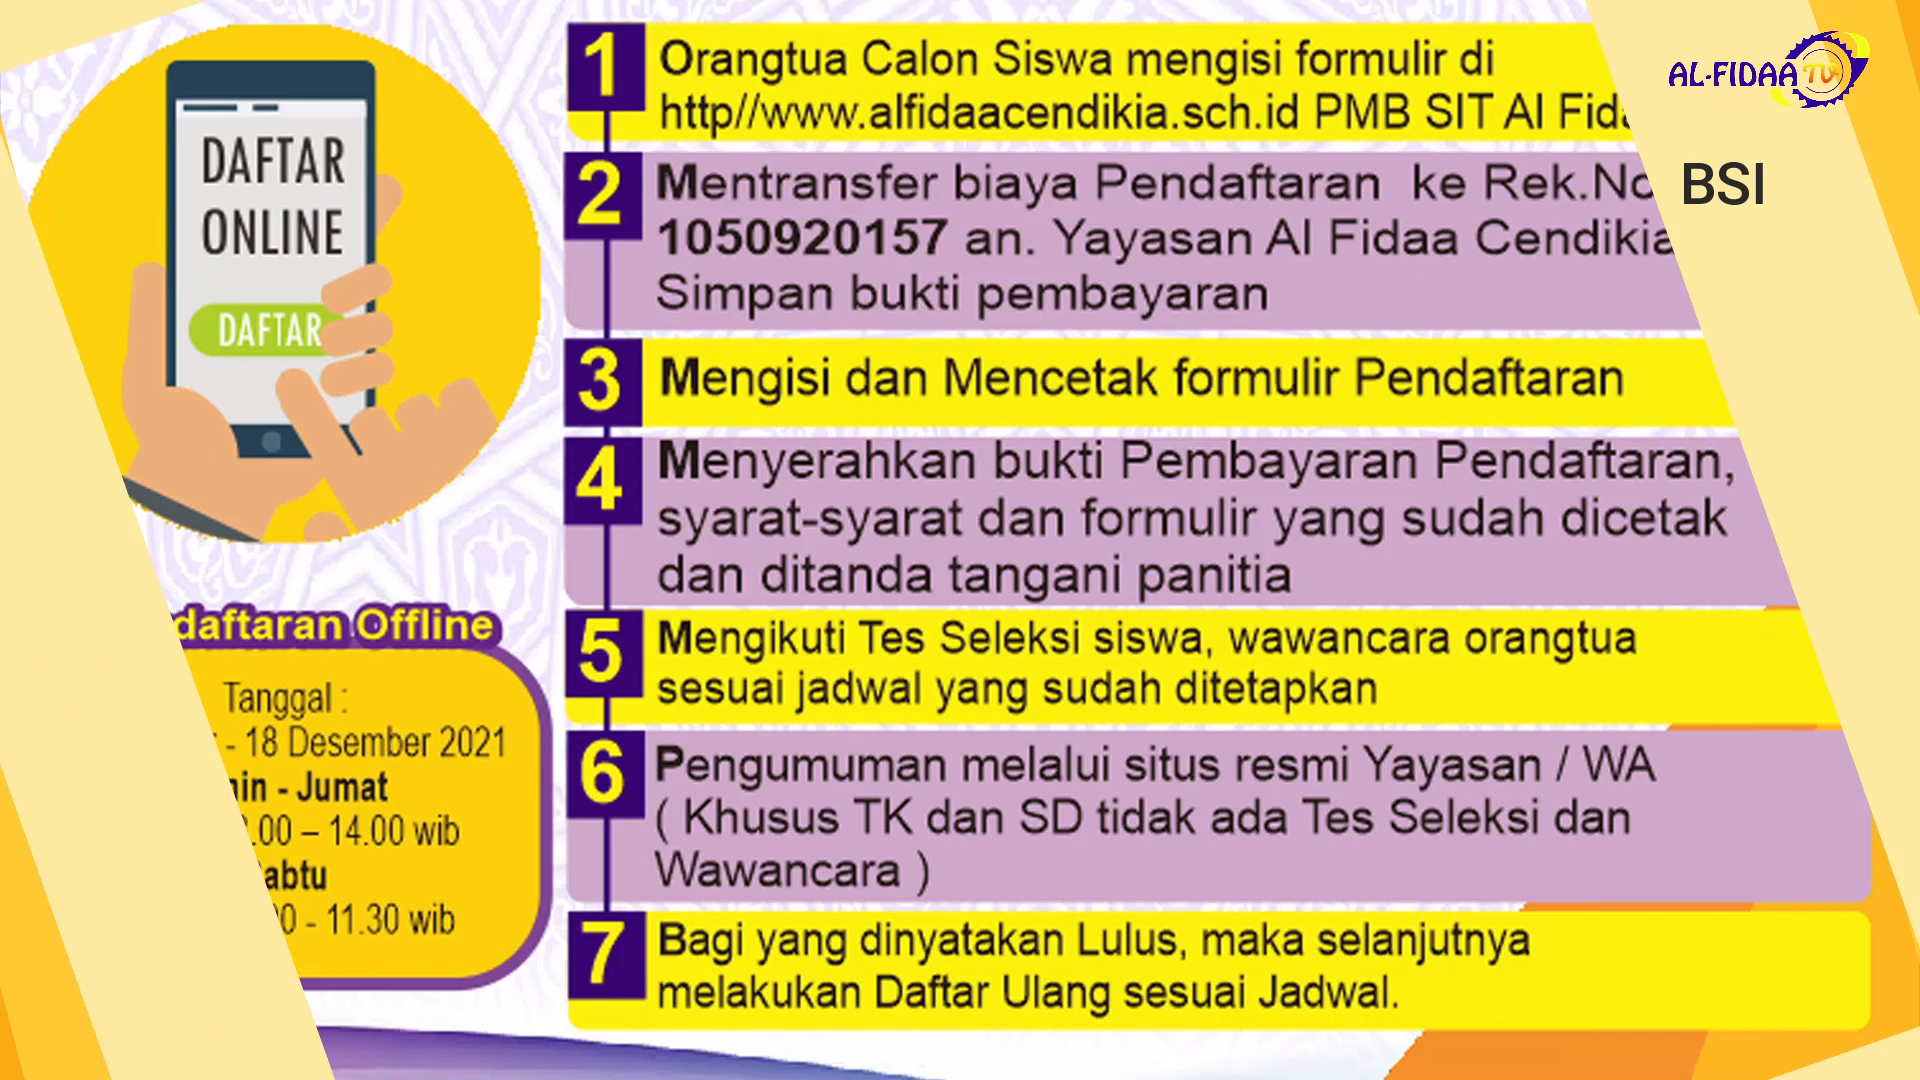 AL-FIDAA TV
BSI
DAFTAR
ONLINE
DAFTAR
1 Orangtua Calon Siswa mengisi formulir di
http//www.alfidaacendikia.sch.id PMB SIT Al
2 Mentransfer biaya Pendaftaran ke Rek.No
1050920157 an. Yayasan Al Fidaa Cendikia
Simpan bukti pembayaran
3 Mengisi dan Mencetak formulir Pendaftaran
4 Menyerahkan bukti Pembayaran Pendaftaran,
syarat-syarat dan formulir yang sudah dicetak
dan ditanda tangani panitia
5 Mengikuti Tes Seleksi siswa, wawancara orangtua
sesuai jadwal yang sudah ditetapkan
6 Pengumuman melalui situs resmi Yayasan / WA
( Khusus TK dan SD tidak ada Tes Seleksi dan
Wawancara )
7 Bagi yang dinyatakan Lulus, maka selanjutnya
melakukan Daftar Ulang sesuai Jadwal.
daftaran Offline
Tanggal :
- 18 Desember 2021
- Jumat
.00 – 14.00 wib
abtu
- 11.30 wib